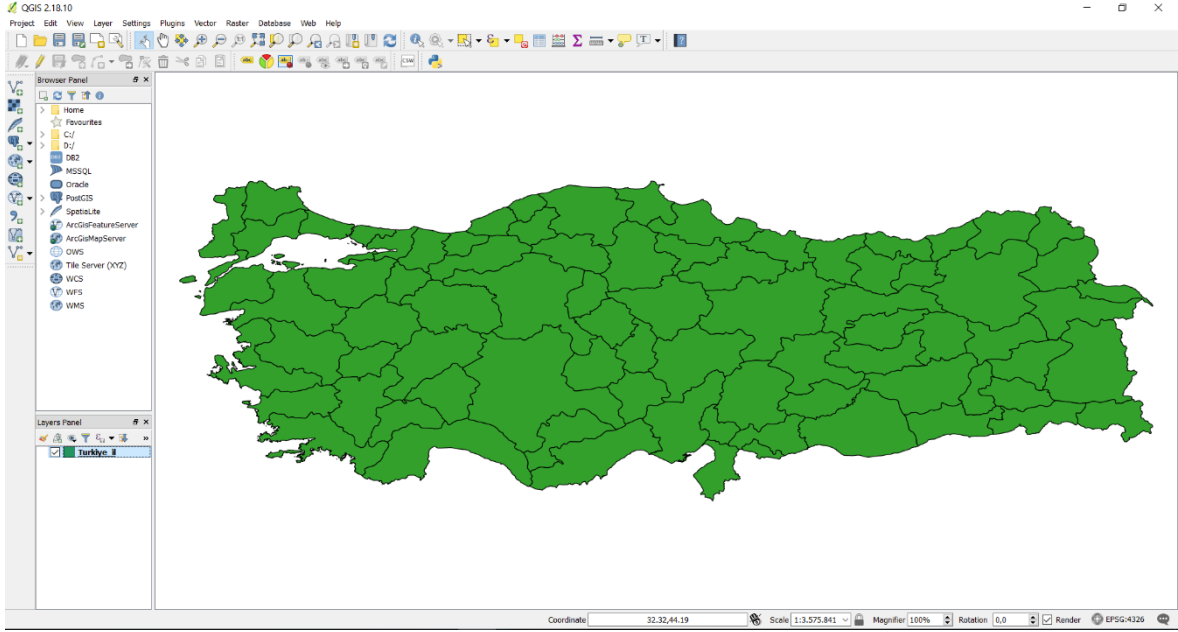 QGIS 2.18.10
Project Edit View Layer Settings Plugins Vector Raster Database Web Help
Browser Panel
Home
Favourites
C:/
D:/
DB2
MSSQL
Oracle
PostGIS
SpatiaLite
ArcGisFeatureServer
ArcGisMapServer
OWS
Tile Server (XYZ)
WCS
WFS
WMS
Layers Panel
Turkiye_il
Coordinate 32.32,44.19 Scale 1:3.575.841 Magnifier 100% Rotation 0,0 Render EPSG:4326